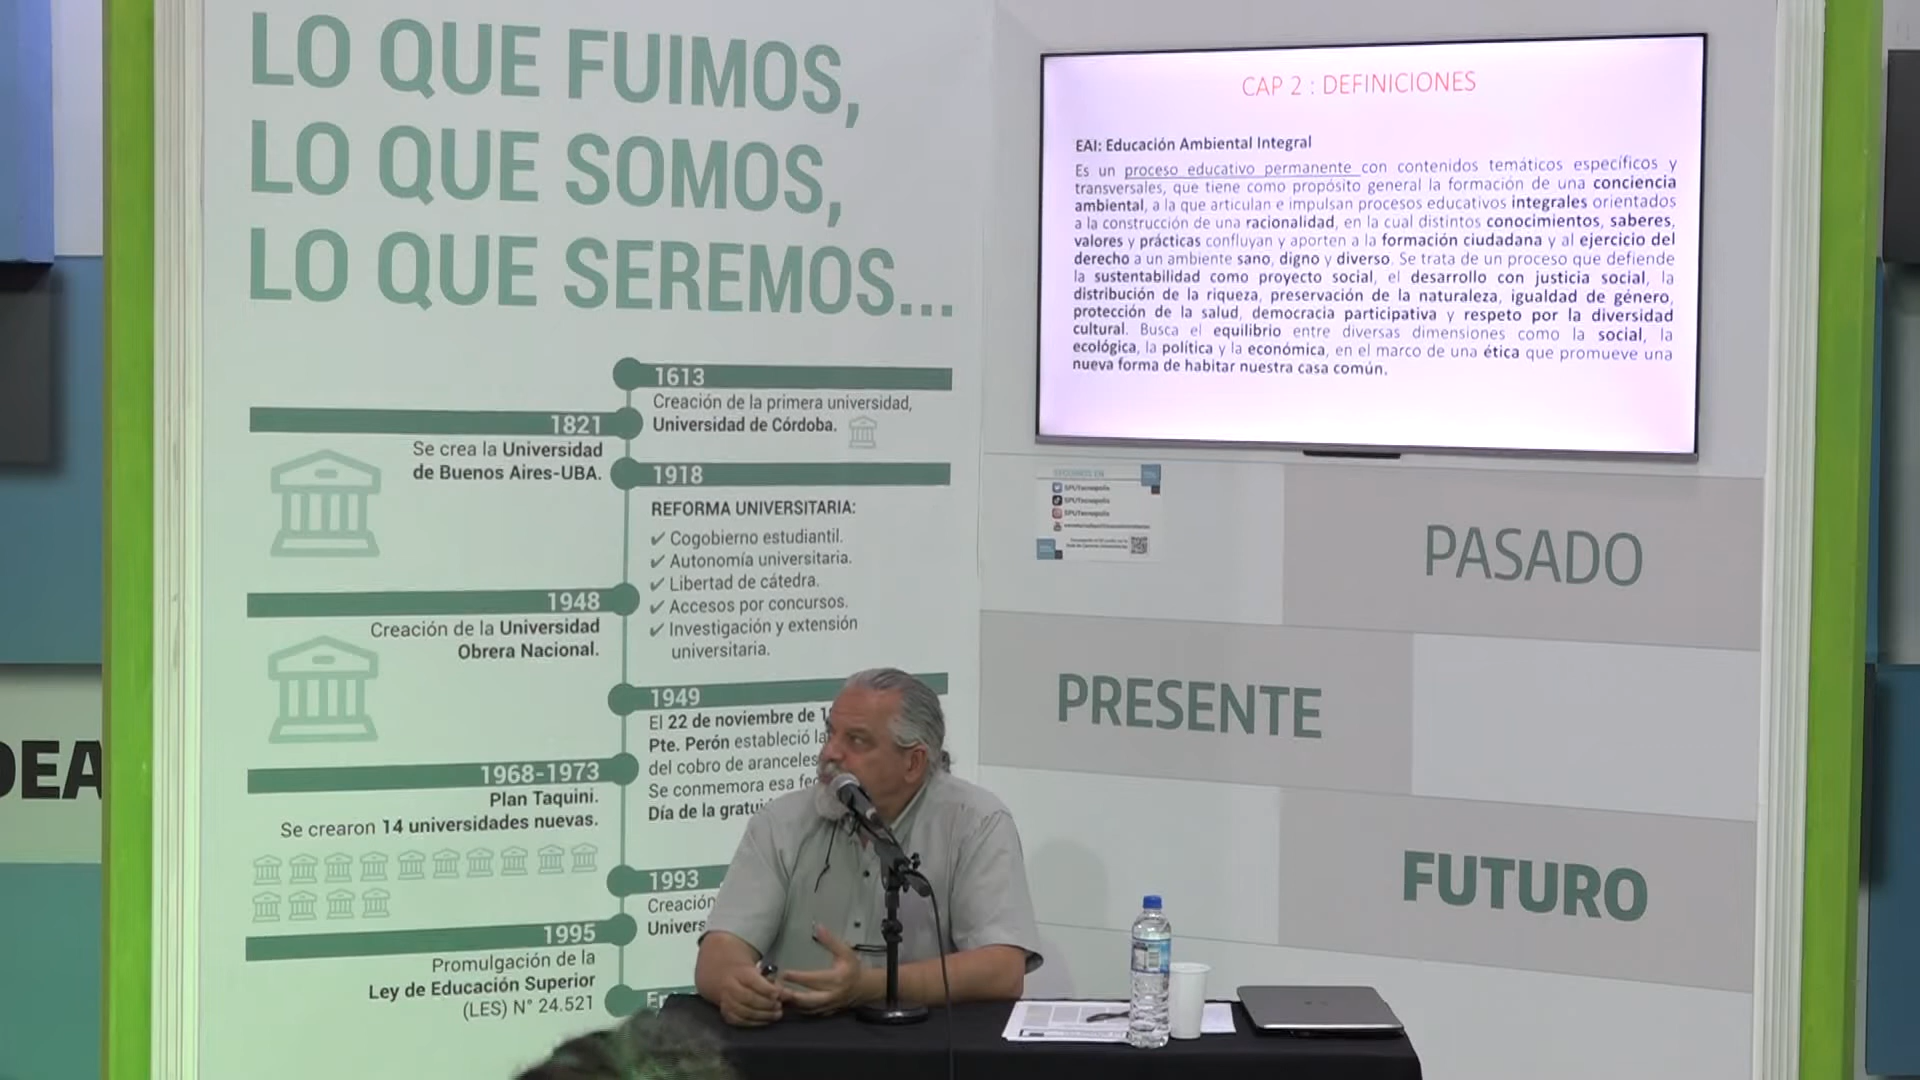 LO QUE FUIMOS,
LO QUE SOMOS,
LO QUE SEREMOS...
1613
Creación de la primera universidad,
Universidad de Córdoba.
1821
Se crea la Universidad
de Buenos Aires-UBA.
1918
REFORMA UNIVERSITARIA:
✔ Cogobierno estudiantil.
✔ Autonomía universitaria.
✔ Libertad de cátedra.
✔ Accesos por concursos.
✔ Investigación y extensión
universitaria.
1948
Creación de la Universidad
Obrera Nacional.
1949
El 22 de noviembre de
Pte. Perón estableció la
del cobro de aranceles
Se conmemora esa
Día de la
1968-1973
Plan Taquini.
Se crearon 14 universidades nuevas.
1993
Creación
1995
Promulgación de la
Ley de Educación Superior
(LES) N° 24.521
CAP 2 : DEFINICIONES
EAI: Educación Ambiental Integral
Es un proceso educativo permanente con contenidos temáticos específicos y
transversales, que tiene como propósito general la formación de una conciencia
ambiental, a la que articulan e impulsan procesos educativos integrales orientados
a la construcción de una racionalidad, en la cual distintos conocimientos, saberes,
valores y prácticas confluyan y aporten a la formación ciudadana y al ejercicio del
derecho a un ambiente sano, digno y diverso. Se trata de un proceso que defiende
la sustentabilidad como proyecto social, el desarrollo con justicia social, la
distribución de la riqueza, preservación de la naturaleza, igualdad de género,
protección de la salud, democracia participativa y respeto por la diversidad
cultural. Busca el equilibrio entre diversas dimensiones como la social, la
ecológica, la política y la económica, en el marco de una ética que promueve una
nueva forma de habitar nuestra casa común.
SEGUINOS EN
SPUTecnopolis
SPUTecnopolis
SPUTecnopolis
PASADO
PRESENTE
FUTURO
DEA